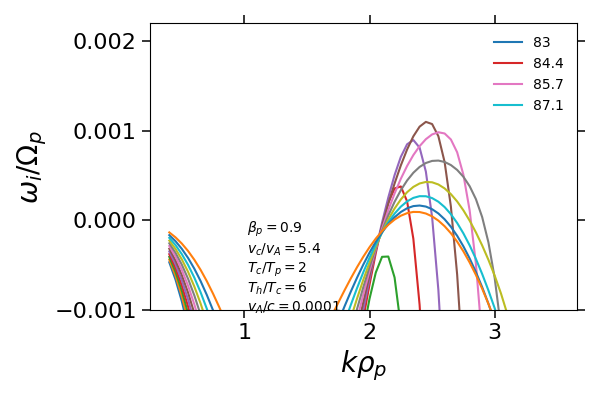 0.002
0.001
0.000
−0.001
ω_i/Ω_p
83
84.4
85.7
87.1
β_p = 0.9
v_c/v_A = 5.4
T_c/T_p = 2
T_h/T_c = 6
v_A/c = 0.0001
1 2 3
kρ_p